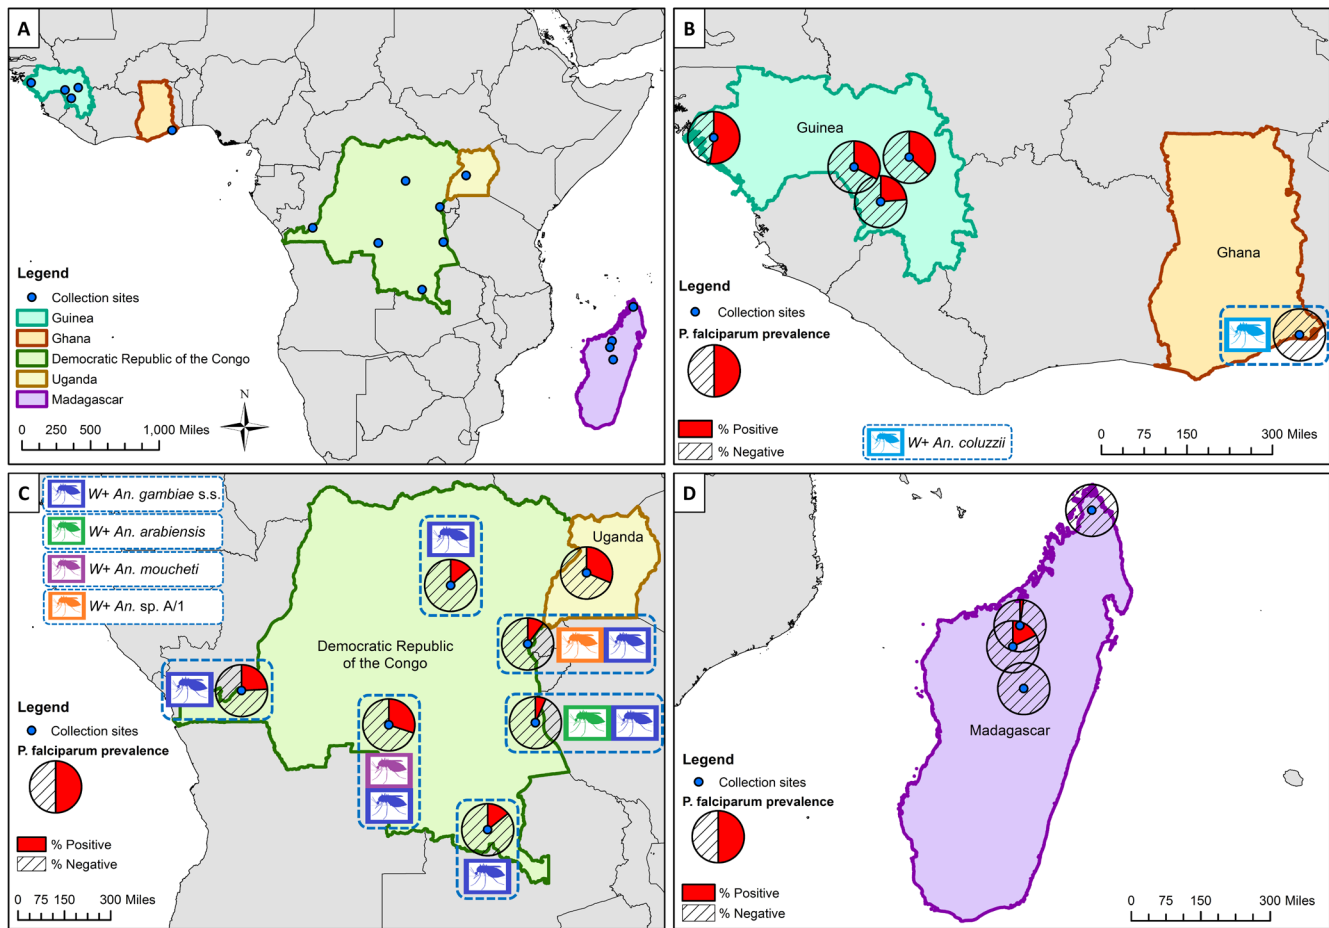 A
N
Legend
Collection sites
Guinea
Ghana
Democratic Republic of the Congo
Uganda
Madagascar
0 250 500 1,000 Miles
B
Guinea
Ghana
Legend
Collection sites
P. falciparum prevalence
% Positive
% Negative
W+ An. coluzzii
0 75 150 300 Miles
C
W+ An. gambiae s.s.
W+ An. arabiensis
W+ An. moucheti
W+ An. sp. A/1
Uganda
Democratic Republic
of the Congo
Legend
Collection sites
P. falciparum prevalence
% Positive
% Negative
0 75 150 300 Miles
D
Madagascar
Legend
Collection sites
P. falciparum prevalence
% Positive
% Negative
0 75 150 300 Miles